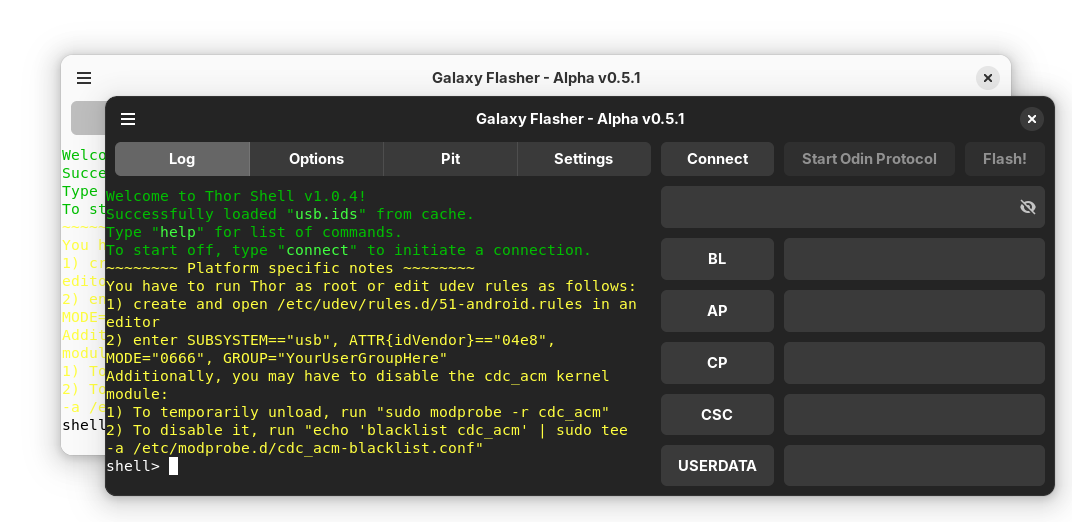 Galaxy Flasher - Alpha v0.5.1
Welco
Succe
Type
To st
~~~~~
You h
1) cr
edito
2) en
MODE=
Addit
modul
1) To
2) To
-a /e
shell
Galaxy Flasher - Alpha v0.5.1
Log Options Pit Settings Connect Start Odin Protocol Flash!
Welcome to Thor Shell v1.0.4!
Successfully loaded "usb.ids" from cache.
Type "help" for list of commands.
To start off, type "connect" to initiate a connection.
~~~~~~~~ Platform specific notes ~~~~~~~~
You have to run Thor as root or edit udev rules as follows:
1) create and open /etc/udev/rules.d/51-android.rules in an
editor
2) enter SUBSYSTEM=="usb", ATTR{idVendor}=="04e8",
MODE="0666", GROUP="YourUserGroupHere"
Additionally, you may have to disable the cdc_acm kernel
module:
1) To temporarily unload, run "sudo modprobe -r cdc_acm"
2) To disable it, run "echo 'blacklist cdc_acm' | sudo tee
-a /etc/modprobe.d/cdc_acm-blacklist.conf"
shell>
BL
AP
CP
CSC
USERDATA